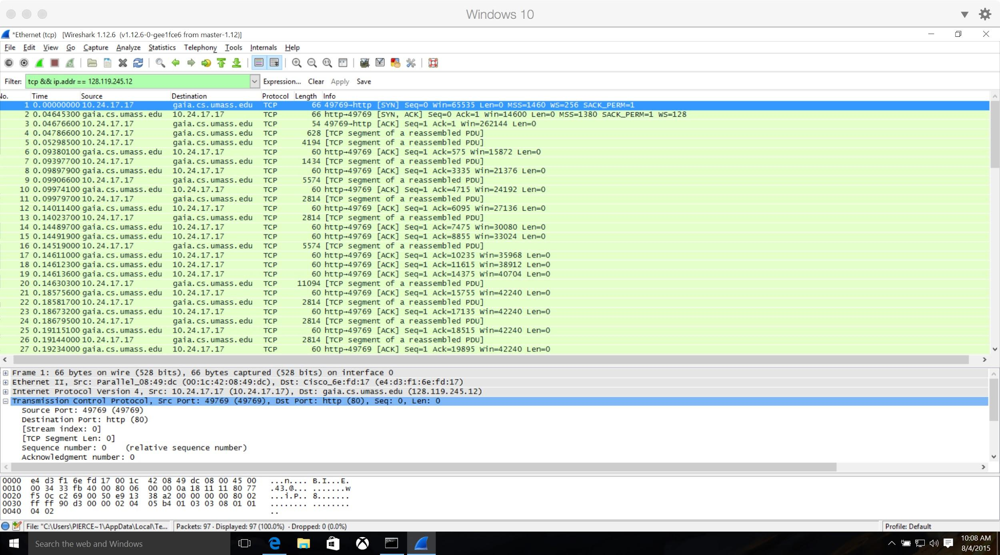 Windows 10
*Ethernet (tcp) [Wireshark 1.12.6 (v1.12.6-0-gee1fce6 from master-1.12)]
File Edit View Go Capture Analyze Statistics Telephony Tools Internals Help
Filter: tcp && ip.addr == 128.119.245.12 Expression... Clear Apply Save
No. Time Source Destination Protocol Length Info
1 0.00000000 10.24.17.17 gaia.cs.umass.edu TCP 66 49769→http [SYN] Seq=0 Win=65535 Len=0 MSS=1460 WS=256 SACK_PERM=1
2 0.04645300 gaia.cs.umass.edu 10.24.17.17 TCP 66 http→49769 [SYN, ACK] Seq=0 Ack=1 Win=14600 Len=0 MSS=1380 SACK_PERM=1 WS=128
3 0.04676600 10.24.17.17 gaia.cs.umass.edu TCP 54 49769→http [ACK] Seq=1 Ack=1 Win=262144 Len=0
4 0.04786600 10.24.17.17 gaia.cs.umass.edu TCP 628 [TCP segment of a reassembled PDU]
5 0.05298500 10.24.17.17 gaia.cs.umass.edu TCP 4194 [TCP segment of a reassembled PDU]
6 0.09380100 gaia.cs.umass.edu 10.24.17.17 TCP 60 http→49769 [ACK] Seq=1 Ack=575 Win=15872 Len=0
7 0.09397700 10.24.17.17 gaia.cs.umass.edu TCP 1434 [TCP segment of a reassembled PDU]
8 0.09897900 gaia.cs.umass.edu 10.24.17.17 TCP 60 http→49769 [ACK] Seq=1 Ack=3335 Win=21376 Len=0
9 0.09906600 10.24.17.17 gaia.cs.umass.edu TCP 5574 [TCP segment of a reassembled PDU]
10 0.09974100 gaia.cs.umass.edu 10.24.17.17 TCP 60 http→49769 [ACK] Seq=1 Ack=4715 Win=24192 Len=0
11 0.09979700 10.24.17.17 gaia.cs.umass.edu TCP 2814 [TCP segment of a reassembled PDU]
12 0.14011400 gaia.cs.umass.edu 10.24.17.17 TCP 60 http→49769 [ACK] Seq=1 Ack=6095 Win=27136 Len=0
13 0.14023700 10.24.17.17 gaia.cs.umass.edu TCP 2814 [TCP segment of a reassembled PDU]
14 0.14489700 gaia.cs.umass.edu 10.24.17.17 TCP 60 http→49769 [ACK] Seq=1 Ack=7475 Win=30080 Len=0
15 0.14491900 gaia.cs.umass.edu 10.24.17.17 TCP 60 http→49769 [ACK] Seq=1 Ack=8855 Win=33024 Len=0
16 0.14519000 10.24.17.17 gaia.cs.umass.edu TCP 5574 [TCP segment of a reassembled PDU]
17 0.14611000 gaia.cs.umass.edu 10.24.17.17 TCP 60 http→49769 [ACK] Seq=1 Ack=10235 Win=35968 Len=0
18 0.14612300 gaia.cs.umass.edu 10.24.17.17 TCP 60 http→49769 [ACK] Seq=1 Ack=11615 Win=38912 Len=0
19 0.14613600 gaia.cs.umass.edu 10.24.17.17 TCP 60 http→49769 [ACK] Seq=1 Ack=14375 Win=40704 Len=0
20 0.14630300 10.24.17.17 gaia.cs.umass.edu TCP 11094 [TCP segment of a reassembled PDU]
21 0.18575600 gaia.cs.umass.edu 10.24.17.17 TCP 60 http→49769 [ACK] Seq=1 Ack=15755 Win=42240 Len=0
22 0.18581700 10.24.17.17 gaia.cs.umass.edu TCP 2814 [TCP segment of a reassembled PDU]
23 0.18673200 gaia.cs.umass.edu 10.24.17.17 TCP 60 http→49769 [ACK] Seq=1 Ack=17135 Win=42240 Len=0
24 0.18679500 10.24.17.17 gaia.cs.umass.edu TCP 2814 [TCP segment of a reassembled PDU]
25 0.19115100 gaia.cs.umass.edu 10.24.17.17 TCP 60 http→49769 [ACK] Seq=1 Ack=18515 Win=42240 Len=0
26 0.19144000 10.24.17.17 gaia.cs.umass.edu TCP 2814 [TCP segment of a reassembled PDU]
27 0.19234000 gaia.cs.umass.edu 10.24.17.17 TCP 60 http→49769 [ACK] Seq=1 Ack=19895 Win=42240 Len=0
Frame 1: 66 bytes on wire (528 bits), 66 bytes captured (528 bits) on interface 0
Ethernet II, Src: Parallel_08:49:dc (00:1c:42:08:49:dc), Dst: Cisco_6e:fd:17 (e4:d3:f1:6e:fd:17)
Internet Protocol Version 4, Src: 10.24.17.17 (10.24.17.17), Dst: gaia.cs.umass.edu (128.119.245.12)
Transmission Control Protocol, Src Port: 49769 (49769), Dst Port: http (80), Seq: 0, Len: 0
Source Port: 49769 (49769)
Destination Port: http (80)
[Stream index: 0]
[TCP Segment Len: 0]
Sequence number: 0 (relative sequence number)
Acknowledgment number: 0
0000 e4 d3 f1 6e fd 17 00 1c 42 08 49 dc 08 00 45 00 ...n.... B.I...E.
0010 00 34 33 fb 40 00 80 06 00 00 0a 18 11 11 80 77 .43.@... .......w
0020 f5 0c c2 69 00 50 e9 13 38 a2 00 00 00 00 80 02 ...i.P.. 8.......
0030 ff ff 90 d3 00 00 02 04 05 b4 01 03 03 08 01 01 ........ ........
0040 04 02 ..
File: "C:\Users\PIERCE~1\AppData\Local\Te... Packets: 97 · Displayed: 97 (100.0%) · Dropped: 0 (0.0%) Profile: Default
Search the web and Windows
10:08 AM
8/4/2015